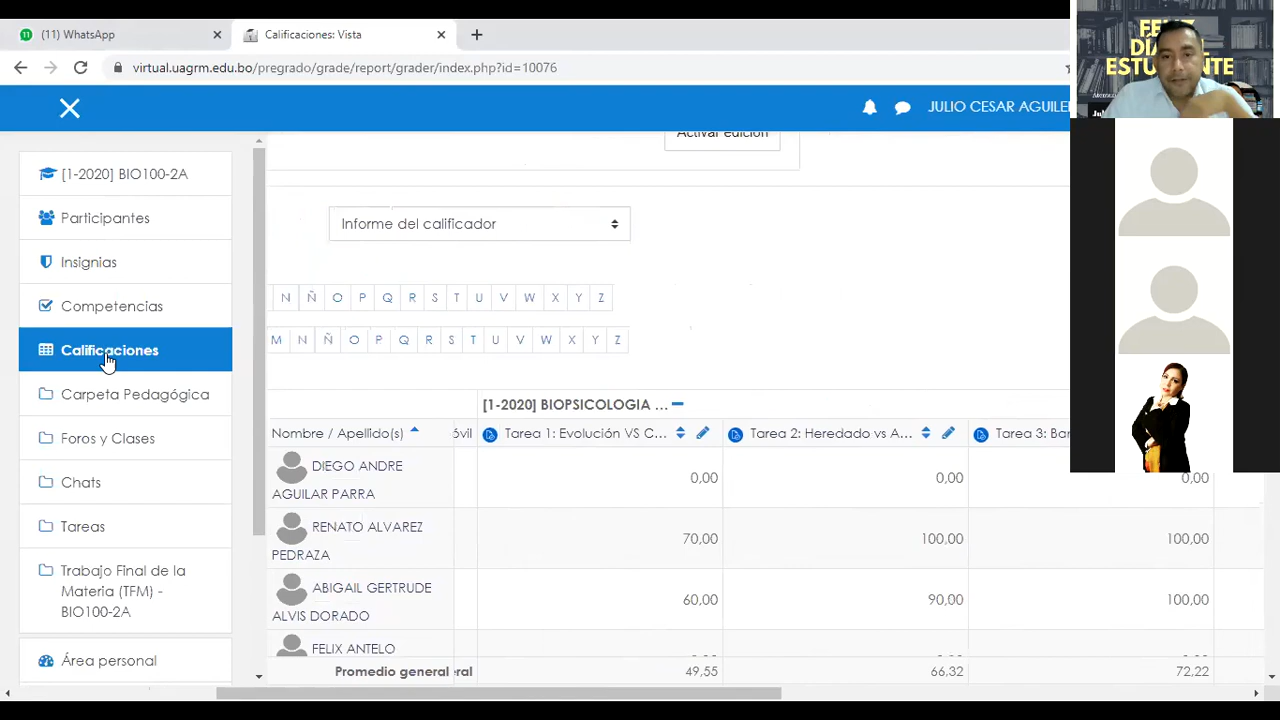 (11) WhatsApp
Calificaciones: Vista
virtual.uagrm.edu.bo/pregrado/grade/report/grader/index.php?id=10076
JULIO CESAR AGUILE
FELIZ
DÍA DEL
ESTUDIANTE
[1-2020] BIO100-2A
Participantes
Insignias
Competencias
Calificaciones
Carpeta Pedagógica
Foros y Clases
Chats
Tareas
Trabajo Final de la
Materia (TFM) -
BIO100-2A
Área personal
Activar edición
Informe del calificador
N Ñ O P Q R S T U V W X Y Z
M N Ñ O P Q R S T U V W X Y Z
[1-2020] BIOPSICOLOGIA ...
Nombre / Apellido(s) óvil Tarea 1: Evolución VS C... Tarea 2: Heredado vs A... Tarea 3: Bar
DIEGO ANDRE
AGUILAR PARRA 0,00 0,00 0,00
RENATO ALVAREZ
PEDRAZA 70,00 100,00 100,00
ABIGAIL GERTRUDE
ALVIS DORADO 60,00 90,00 100,00
FELIX ANTELO
Promedio general eral 49,55 66,32 72,22